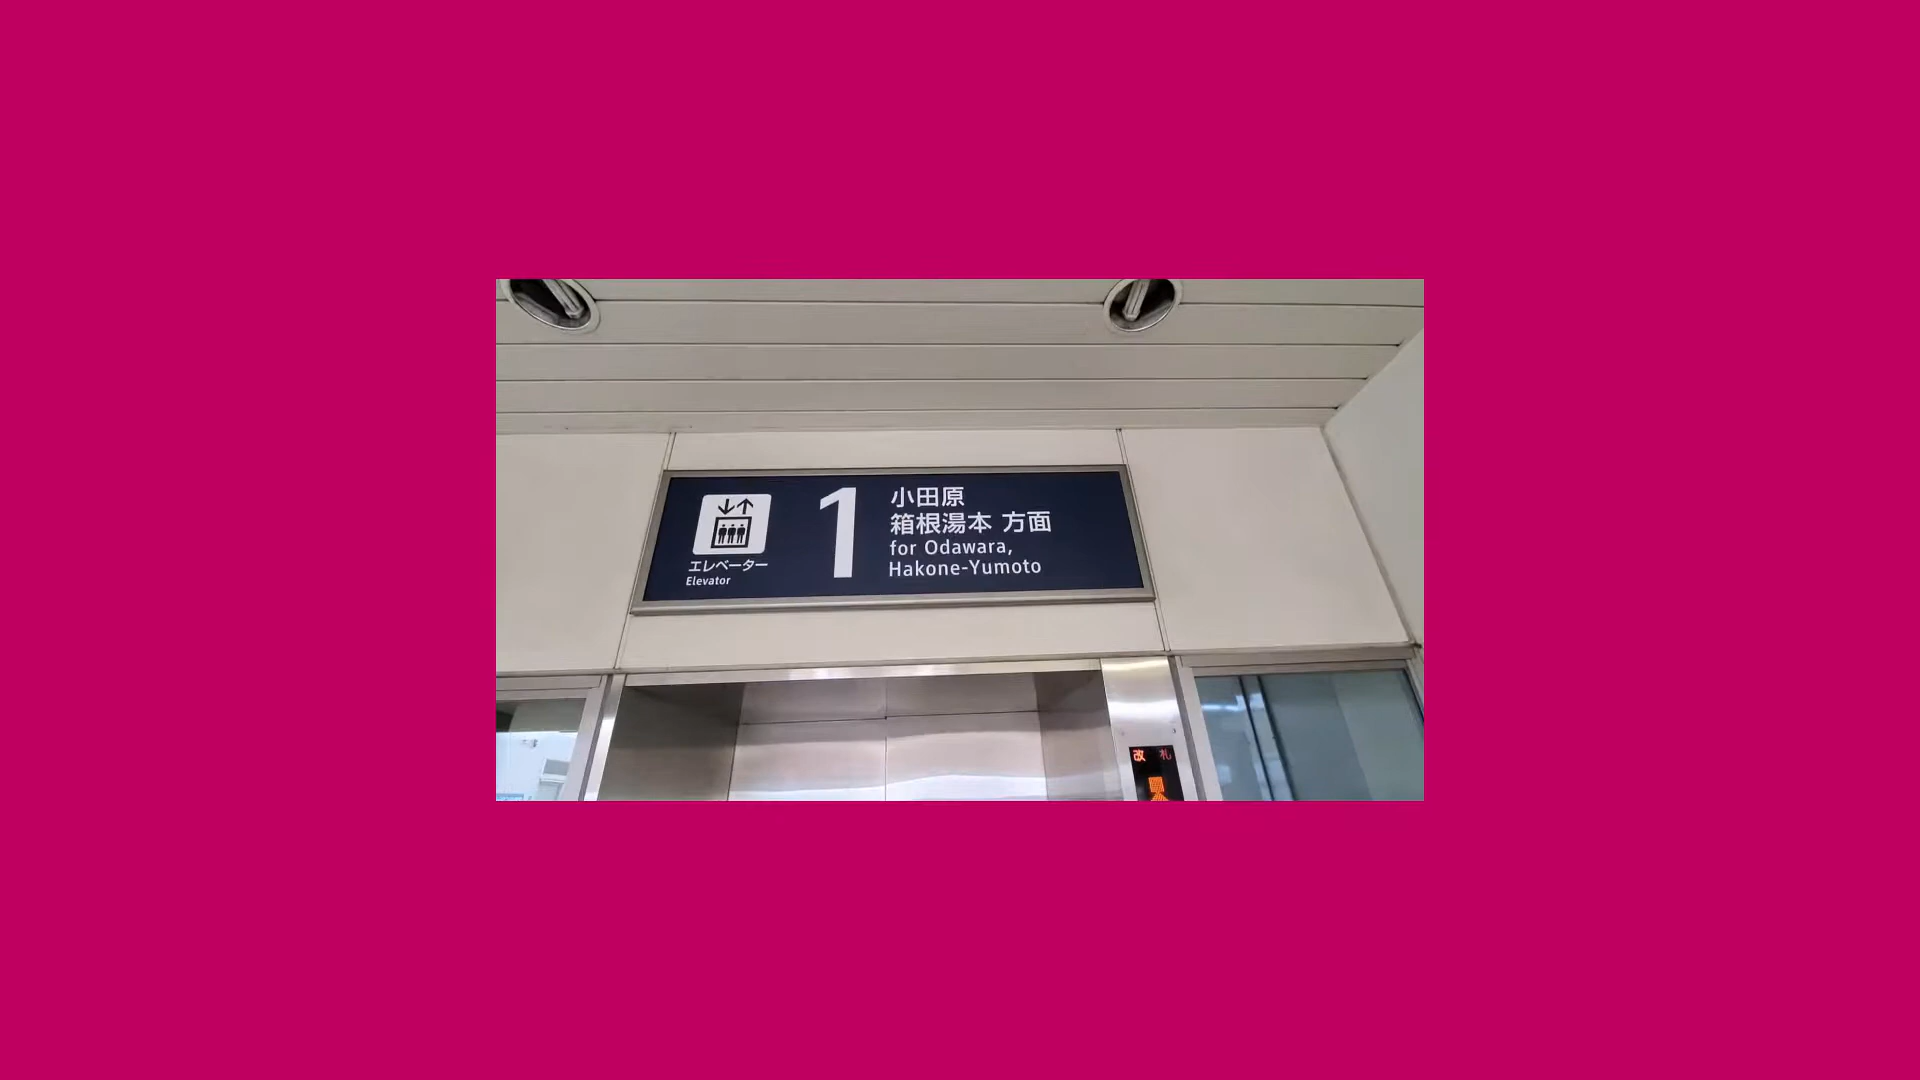 エレベーター
Elevator
1
小田原
箱根湯本 方面
for Odawara,
Hakone-Yumoto
改 札